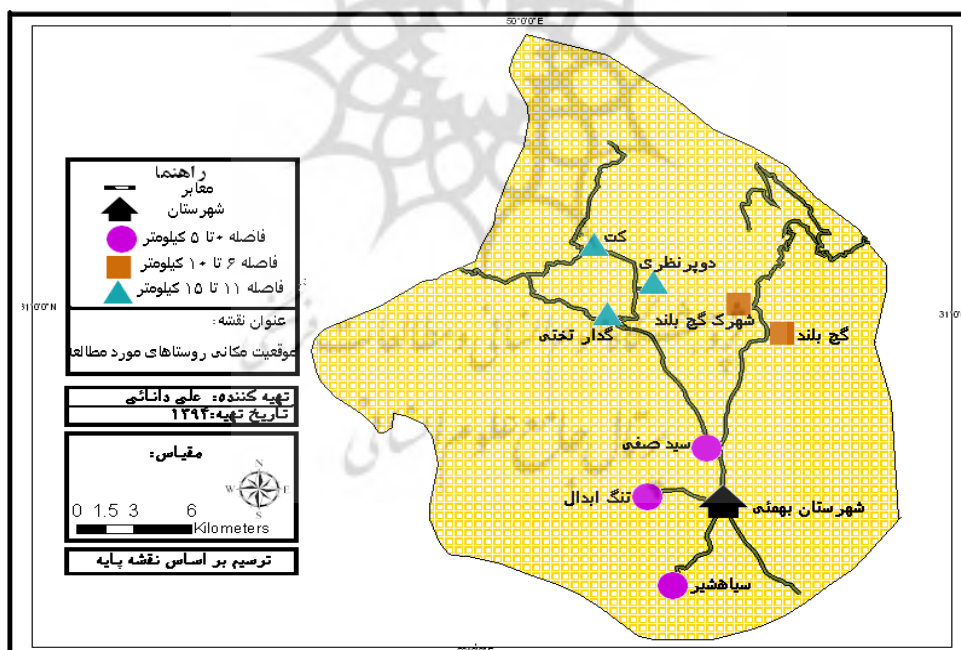 50°0'0"E
راهنما
معابر
شهرستان
فاصله ۰ تا ۵ کیلومتر
فاصله ۶ تا ۱۰ کیلومتر
فاصله ۱۱ تا ۱۵ کیلومتر
عنوان نقشه:
موقعیت مکانی روستاهای مورد مطالعه
تهیه کننده: علی دانائی
تاریخ تهیه:۱۳۹۴
مقیاس:
N
W E
S
0 1.5 3 6
Kilometers
ترسیم بر اساس نقشه پایه
کت
دوپرنظری
شهرک گچ بلند
گدار تختی
گچ بلند
سید صفی
تنگ ابدال
شهرستان بهمئی
سیاهشیر
31°0'0"N